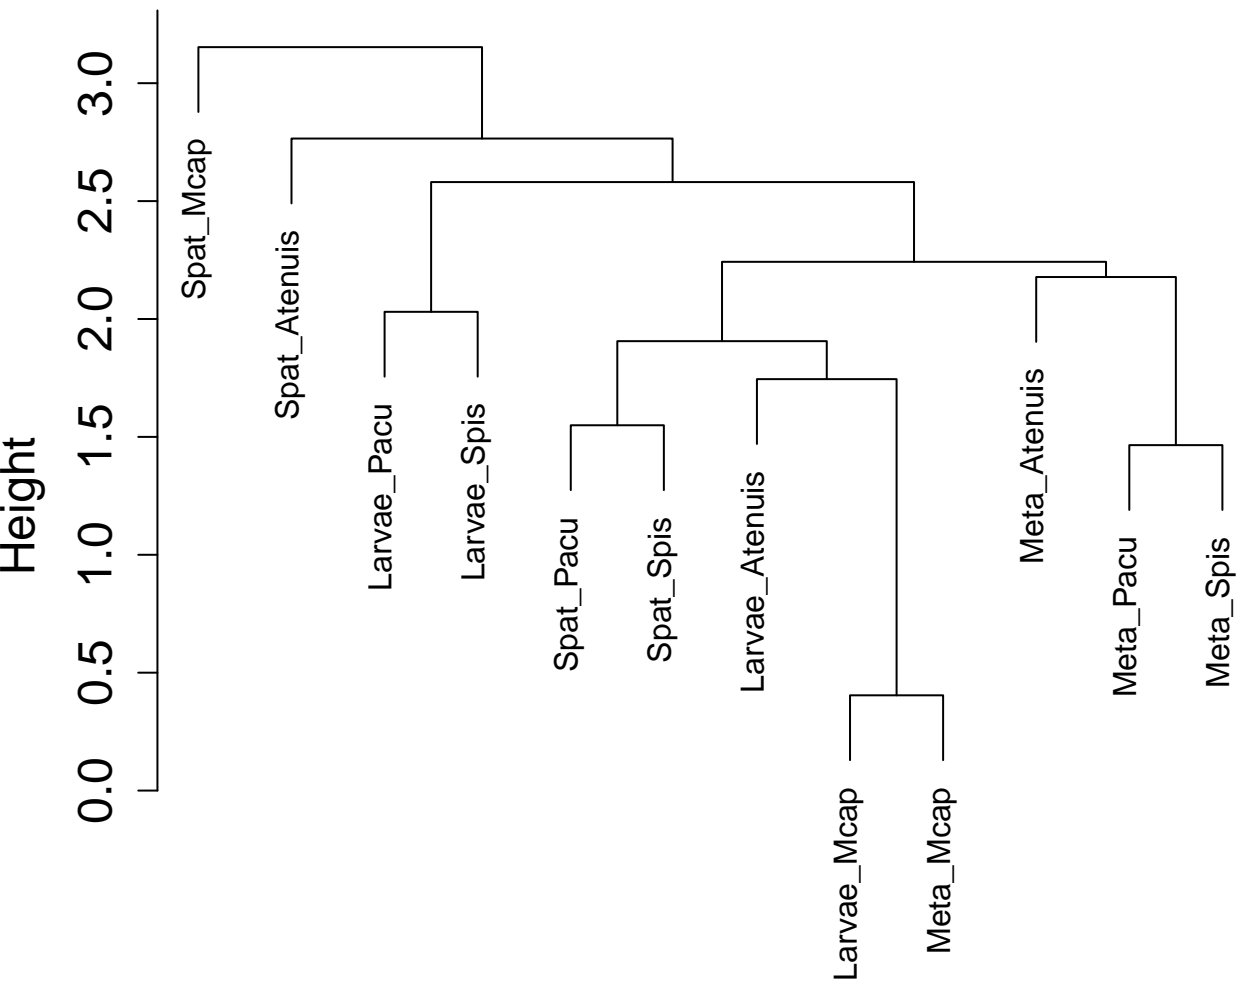 Height
3.0
2.5
2.0
1.5
1.0
0.5
0.0
Spat_Mcap
Spat_Atenuis
Larvae_Pacu
Larvae_Spis
Spat_Pacu
Spat_Spis
Larvae_Atenuis
Larvae_Mcap
Meta_Mcap
Meta_Atenuis
Meta_Pacu
Meta_Spis